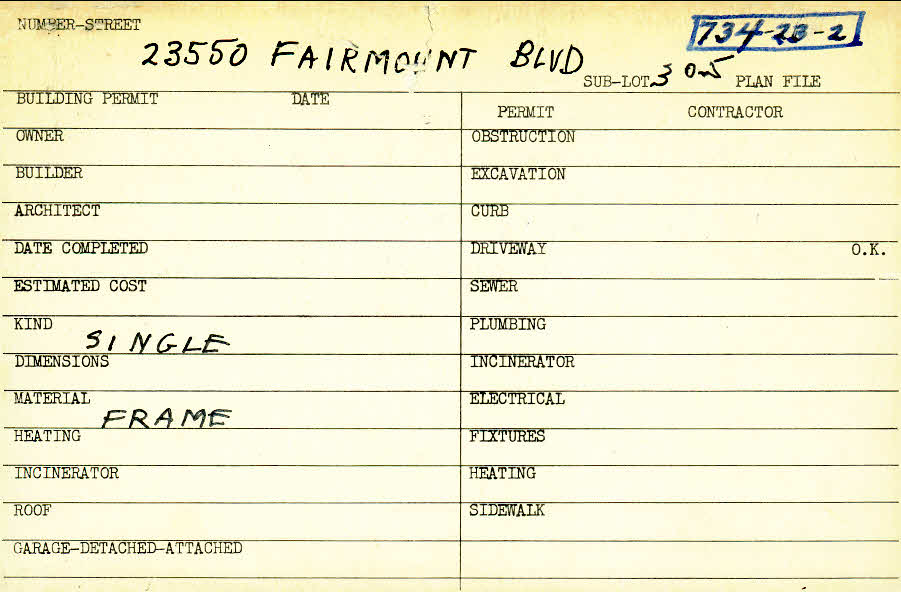 NUMBER-STREET
734-23-2
23550 FAIRMOUNT BLVD
SUB-LOT 3 PLAN FILE
BUILDING PERMIT DATE
PERMIT CONTRACTOR
OWNER
OBSTRUCTION
BUILDER
EXCAVATION
ARCHITECT
CURB
DATE COMPLETED
DRIVEWAY O.K.
ESTIMATED COST
SEWER
KIND SINGLE
PLUMBING
DIMENSIONS
INCINERATOR
MATERIAL FRAME
ELECTRICAL
HEATING
FIXTURES
INCINERATOR
HEATING
ROOF
SIDEWALK
GARAGE-DETACHED-ATTACHED